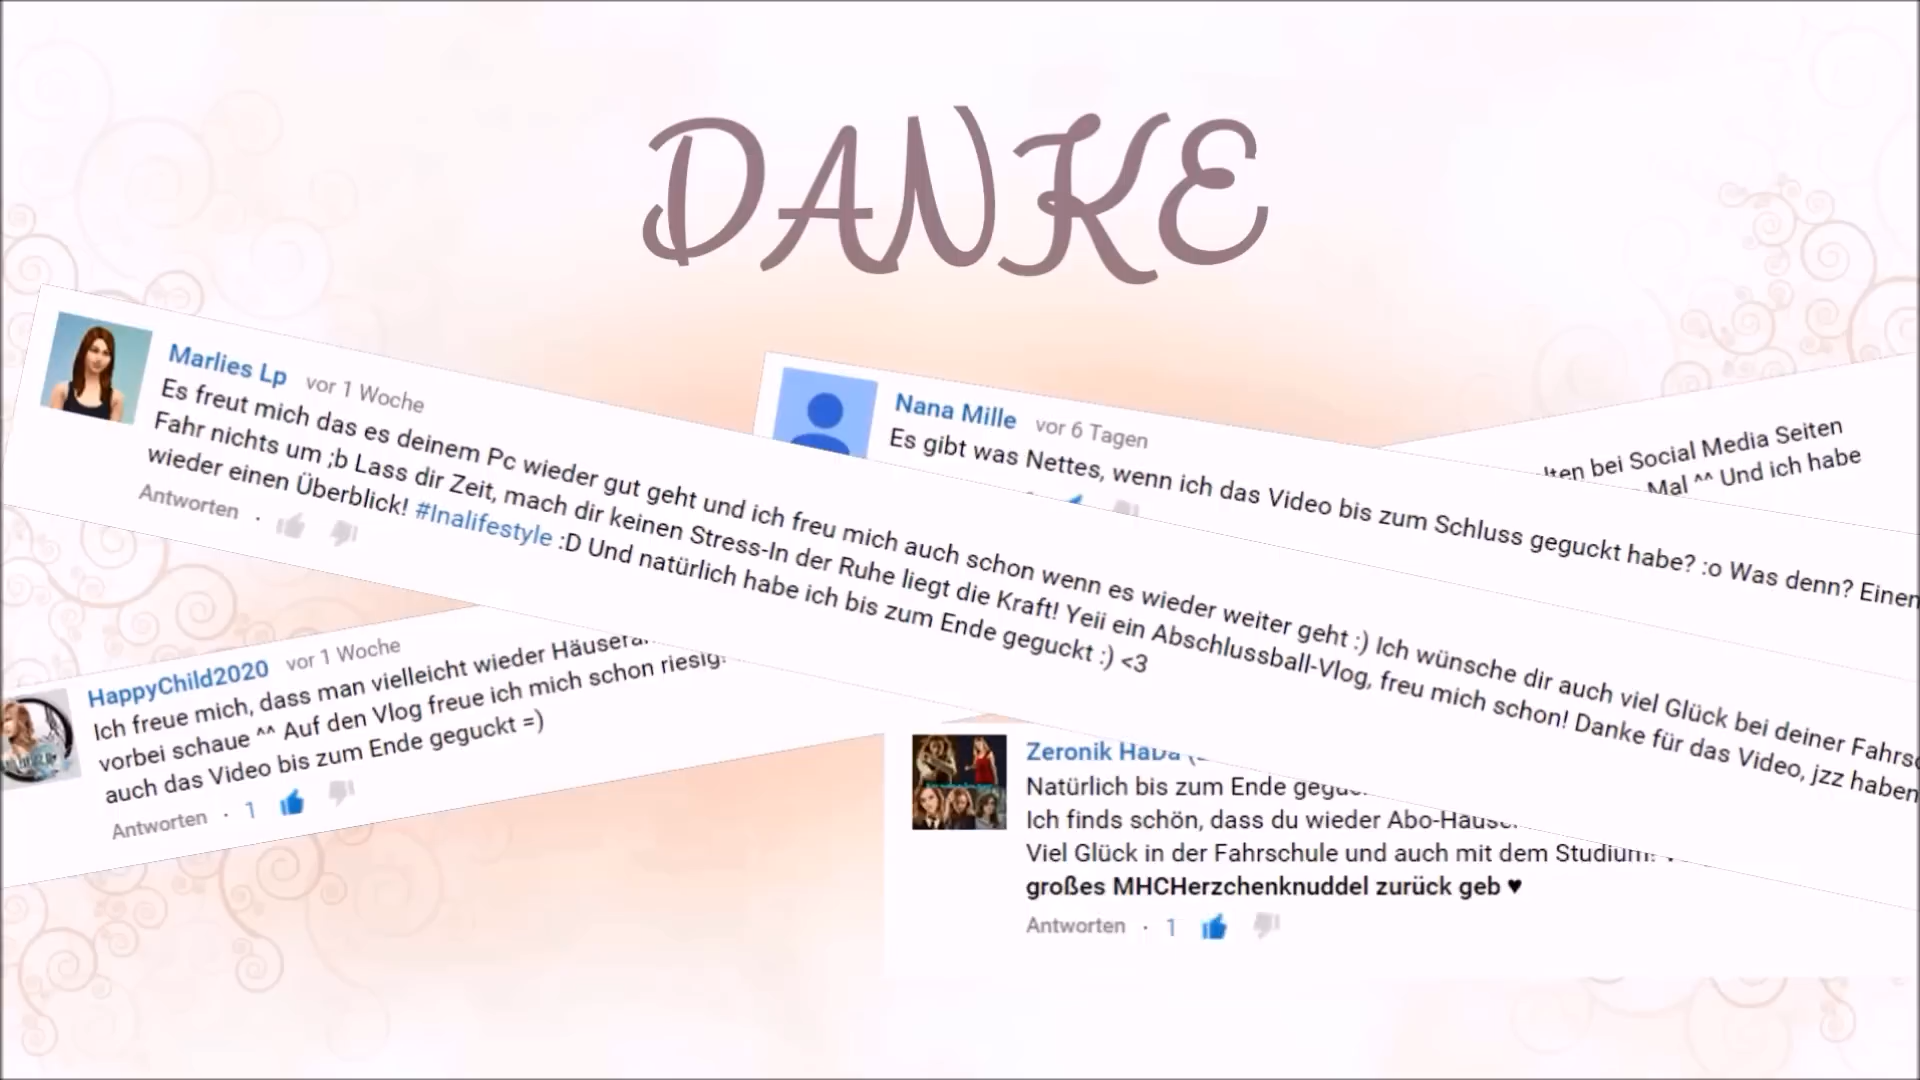 DANKE
Marlies Lp vor 1 Woche
Es freut mich das es deinem Pc wieder gut geht und ich freu mich auch schon wenn es wieder weiter geht :) Ich wünsche dir auch viel Glück bei deiner
Fahr nichts um ;b Lass dir Zeit, mach dir keinen Stress-In der Ruhe liegt die Kraft! Yeii ein Abschlussball-Vlog, freu mich schon! Danke für das Video, jzz haben
wieder einen Überblick! #Inalifestyle :D Und natürlich habe ich bis zum Ende geguckt :) <3
Antworten ·
Nana Mille vor 6 Tagen
Es gibt was Nettes, wenn ich das Video bis zum Schluss geguckt habe? :o Was denn? Einen
bei Social Media Seiten
Mal ^^ Und ich habe
HappyChild2020 vor 1 Woche
Ich freue mich, dass man vielleicht wieder
vorbei schaue ^^ Auf den Vlog freue ich mich schon riesig!
auch das Video bis zum Ende geguckt =)
Antworten · 1
Zeronik HaDa
Natürlich bis zum Ende
Ich finds schön, dass du wieder
Viel Glück in der Fahrschule und auch mit dem Studium!
großes MHCHerzchenknuddel zurück geb ♥
Antworten · 1